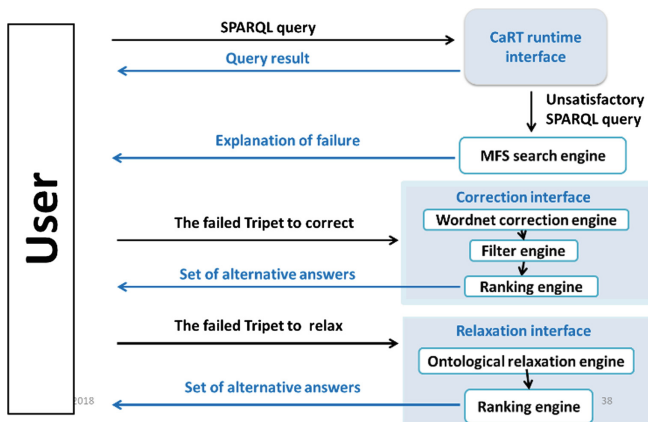 SPARQL query
CaRT runtime
interface
Query result
Unsatisfactory
SPARQL query
Explanation of failure
MFS search engine
User
Correction interface
Wordnet correction engine
The failed Tripet to correct
Filter engine
Set of alternative answers
Ranking engine
The failed Tripet to relax
Relaxation interface
Ontological relaxation engine
Set of alternative answers
2018
Ranking engine
38